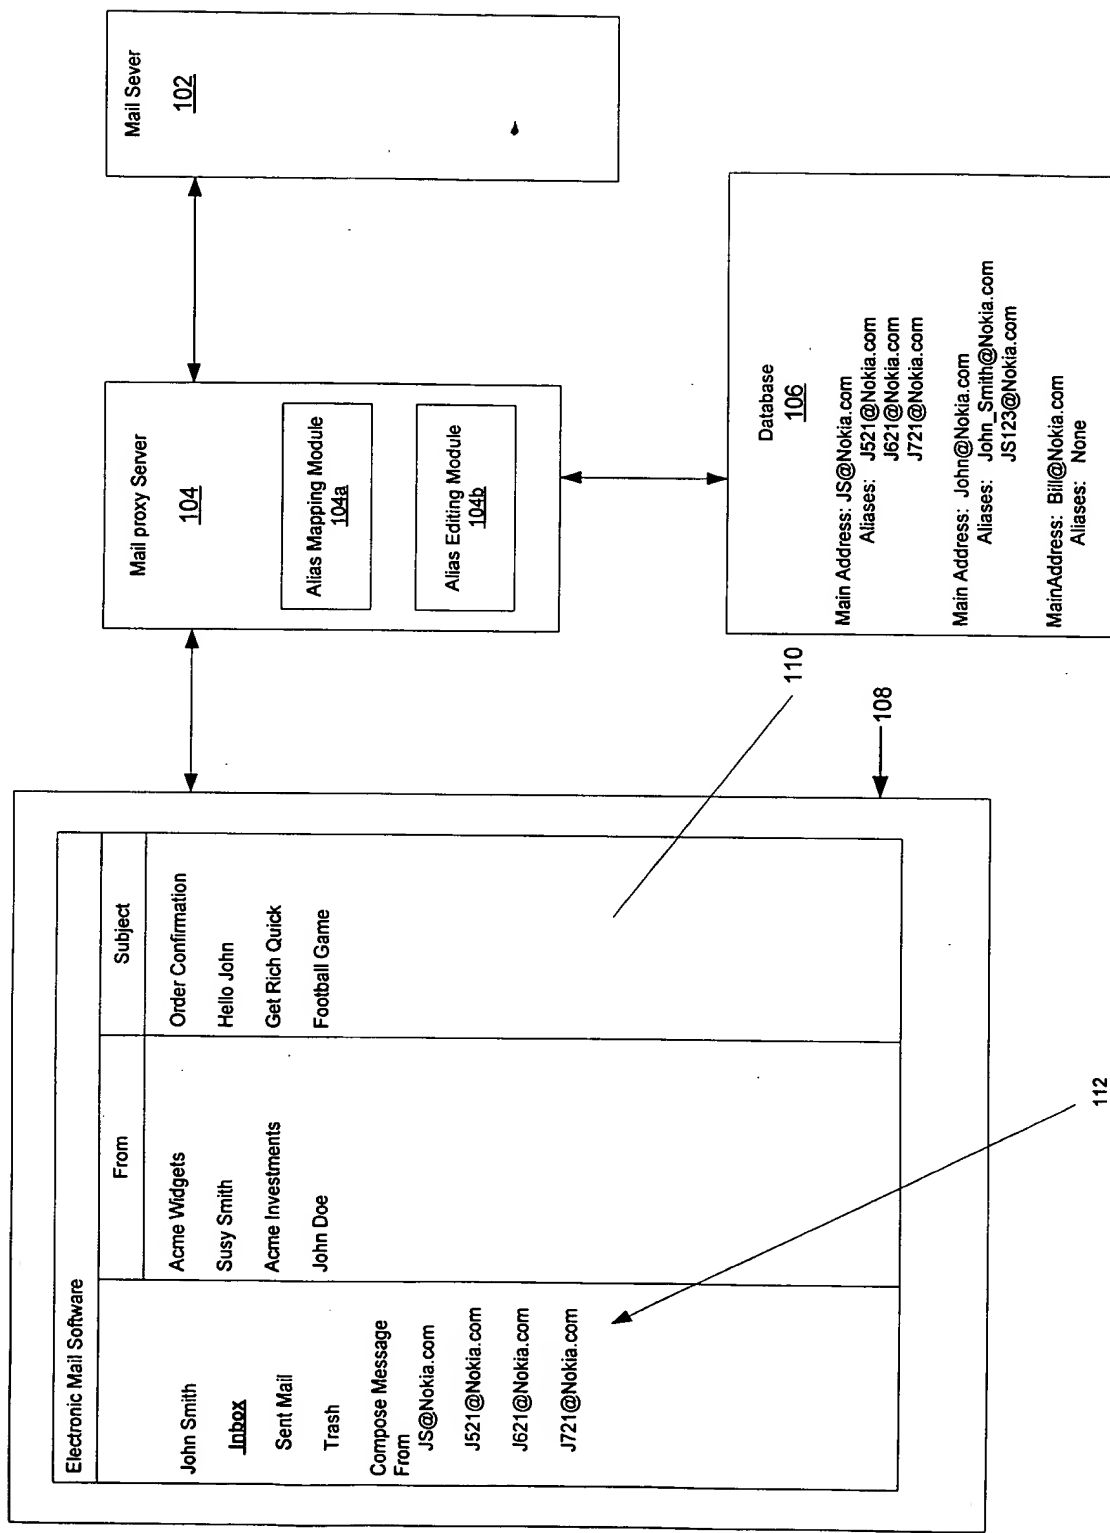 Electronic Mail Software
John Smith
Inbox
Sent Mail
Trash
Compose Message
From
JS@Nokia.com
J521@Nokia.com
J621@Nokia.com
J721@Nokia.com
From
Acme Widgets
Susy Smith
Acme Investments
John Doe
Subject
Order Confirmation
Hello John
Get Rich Quick
Football Game
112
110
108
Mail proxy Server
104
Alias Mapping Module
104a
Alias Editing Module
104b
Mail Sever
102
Database
106
Main Address: JS@Nokia.com
Aliases: J521@Nokia.com
J621@Nokia.com
J721@Nokia.com
Main Address: John@Nokia.com
Aliases: John_Smith@Nokia.com
JS123@Nokia.com
MainAddress: Bill@Nokia.com
Aliases: None